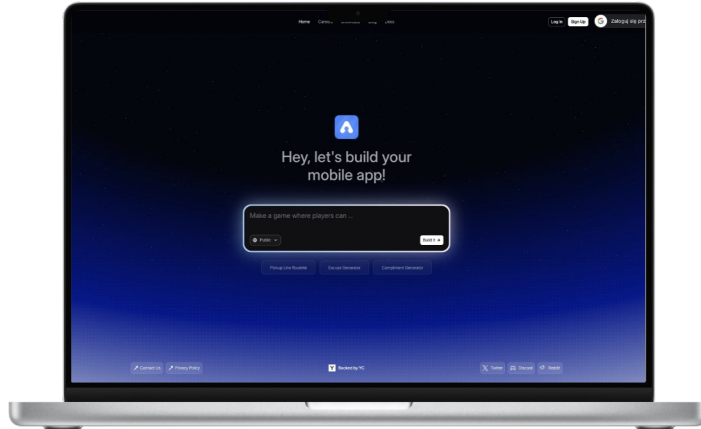 Home
Log in
Sign Up
G
Zaloguj się prz
Hey, let's build your
mobile app!
Make a game where players can ...
Public
Build it
Pickup Line Roulette
Excuse Generator
Compliment Generator
Contact Us
Privacy Policy
Y
Backed by YC
Twitter
Discord
Reddit